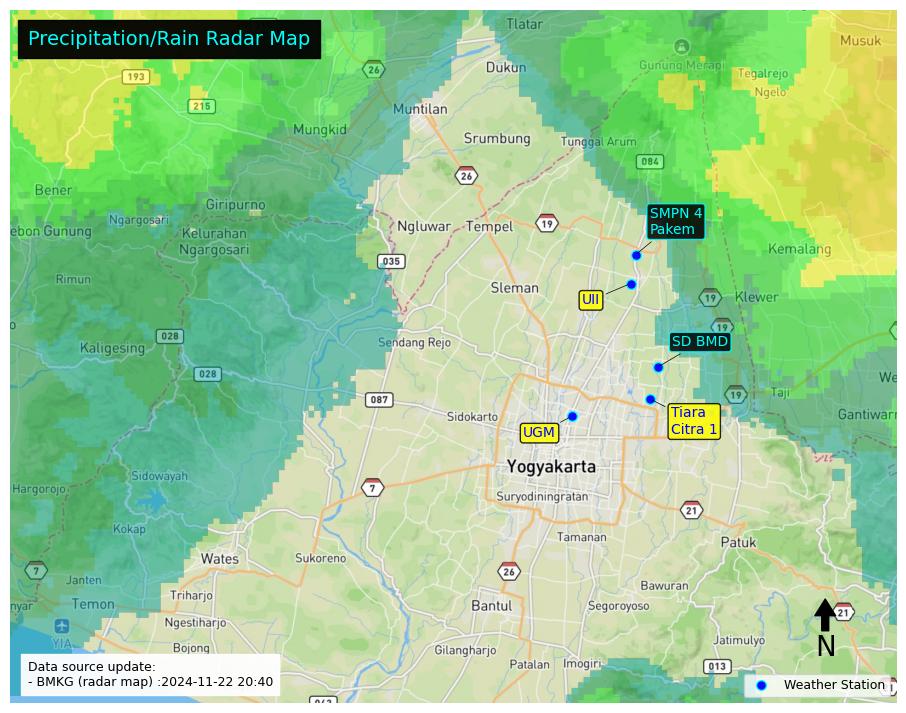 Precipitation/Rain Radar Map
Tlatar
Musuk
Gunung Merapi
Dukun
26
193
Tegalrejo
Ngelo
215
Muntilan
Mungkid
Srumbung
Tunggal Arum
084
26
Bener
Giripurno
Ngargosari
SMPN 4
Pakem
ebon Gunung
Kelurahan
Ngargosari
Ngluwar
Tempel
19
Kemalang
035
Rimun
Sleman
UII
19
Klewer
19
028
Kaligesing
Sendang Rejo
SD BMD
028
We
087
19
Taji
Sidokarto
Tiara
Citra 1
Gantiwarn
UGM
Yogyakarta
Sidowayah
Hargorojo
7
Suryodiningratan
21
Kokap
Tamanan
Patuk
Wates
Sukoreno
7
26
Janten
Bawuran
nyar
Temon
Triharjo
Bantul
Segoroyoso
21
Ngestiharjo
YIA
Jatimulyo
N
Bojong
Gilangharjo
Patalan
Imogiri
013
Data source update:
- BMKG (radar map) :2024-11-22 20:40
Weather Station